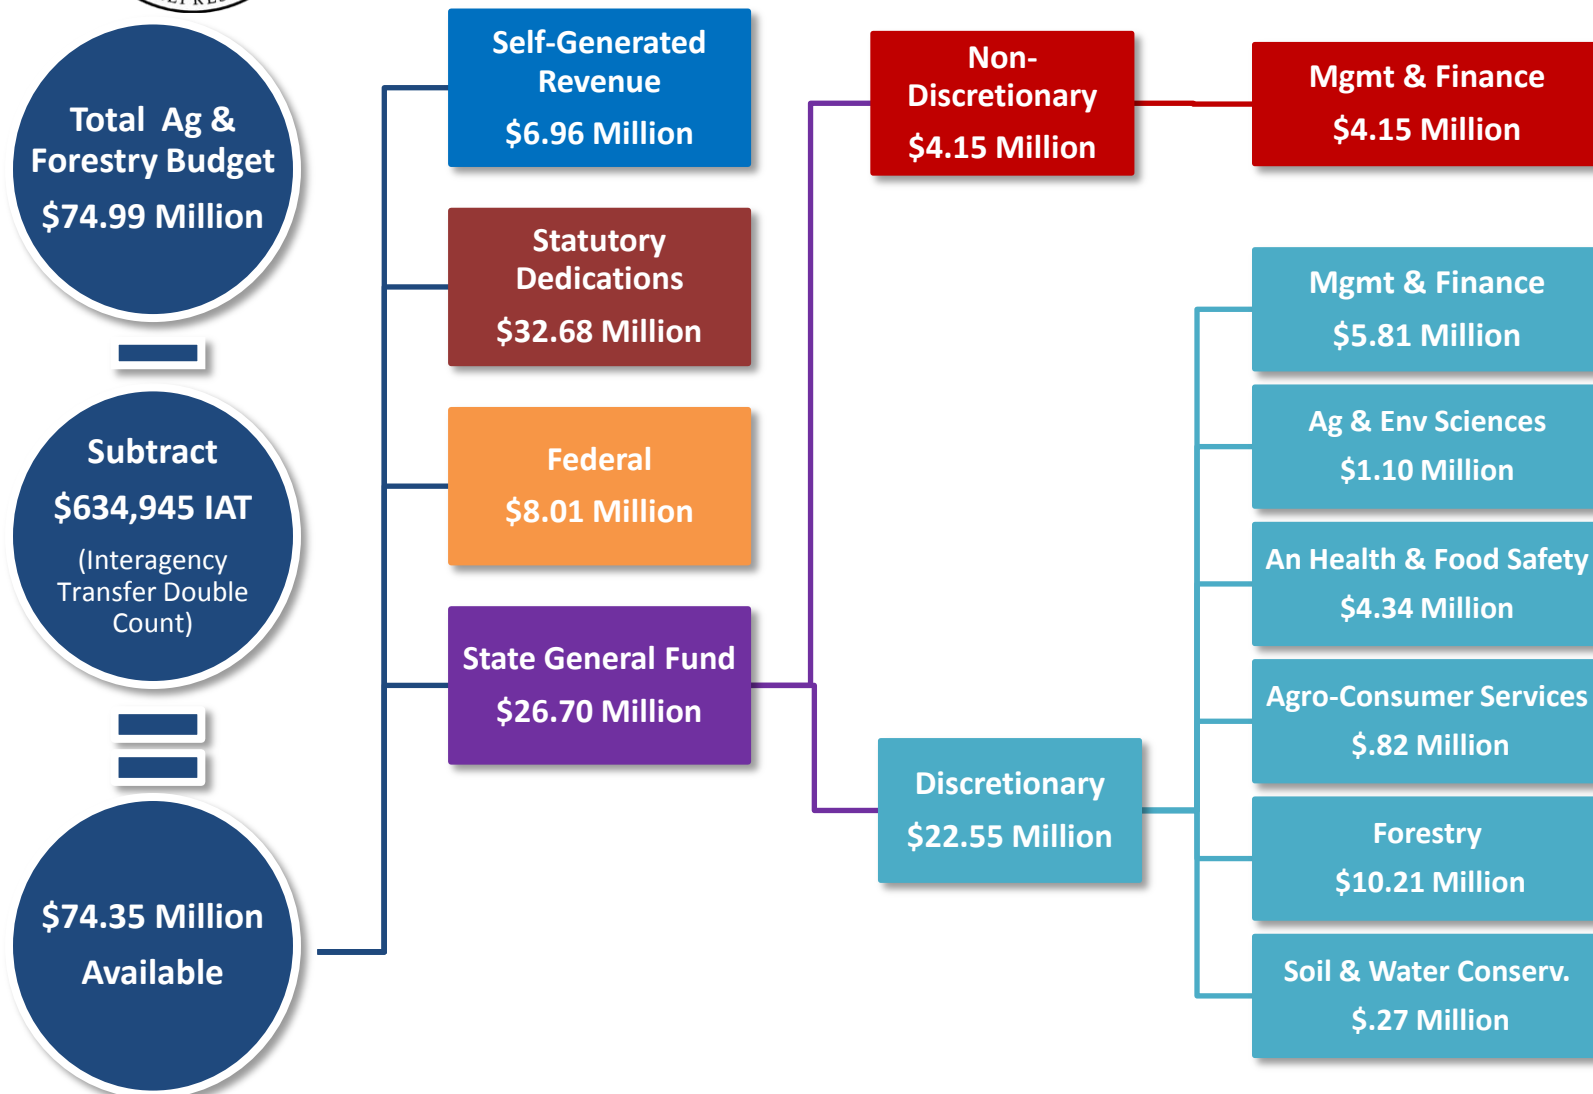 Total Ag &
Forestry Budget
$74.99 Million
Subtract
$634,945 IAT
(Interagency
Transfer Double
Count)
$74.35 Million
Available
Self-Generated
Revenue
$6.96 Million
Statutory
Dedications
$32.68 Million
Federal
$8.01 Million
State General Fund
$26.70 Million
Non-
Discretionary
$4.15 Million
Discretionary
$22.55 Million
Mgmt & Finance
$4.15 Million
Mgmt & Finance
$5.81 Million
Ag & Env Sciences
$1.10 Million
An Health & Food Safety
$4.34 Million
Agro-Consumer Services
$.82 Million
Forestry
$10.21 Million
Soil & Water Conserv.
$.27 Million